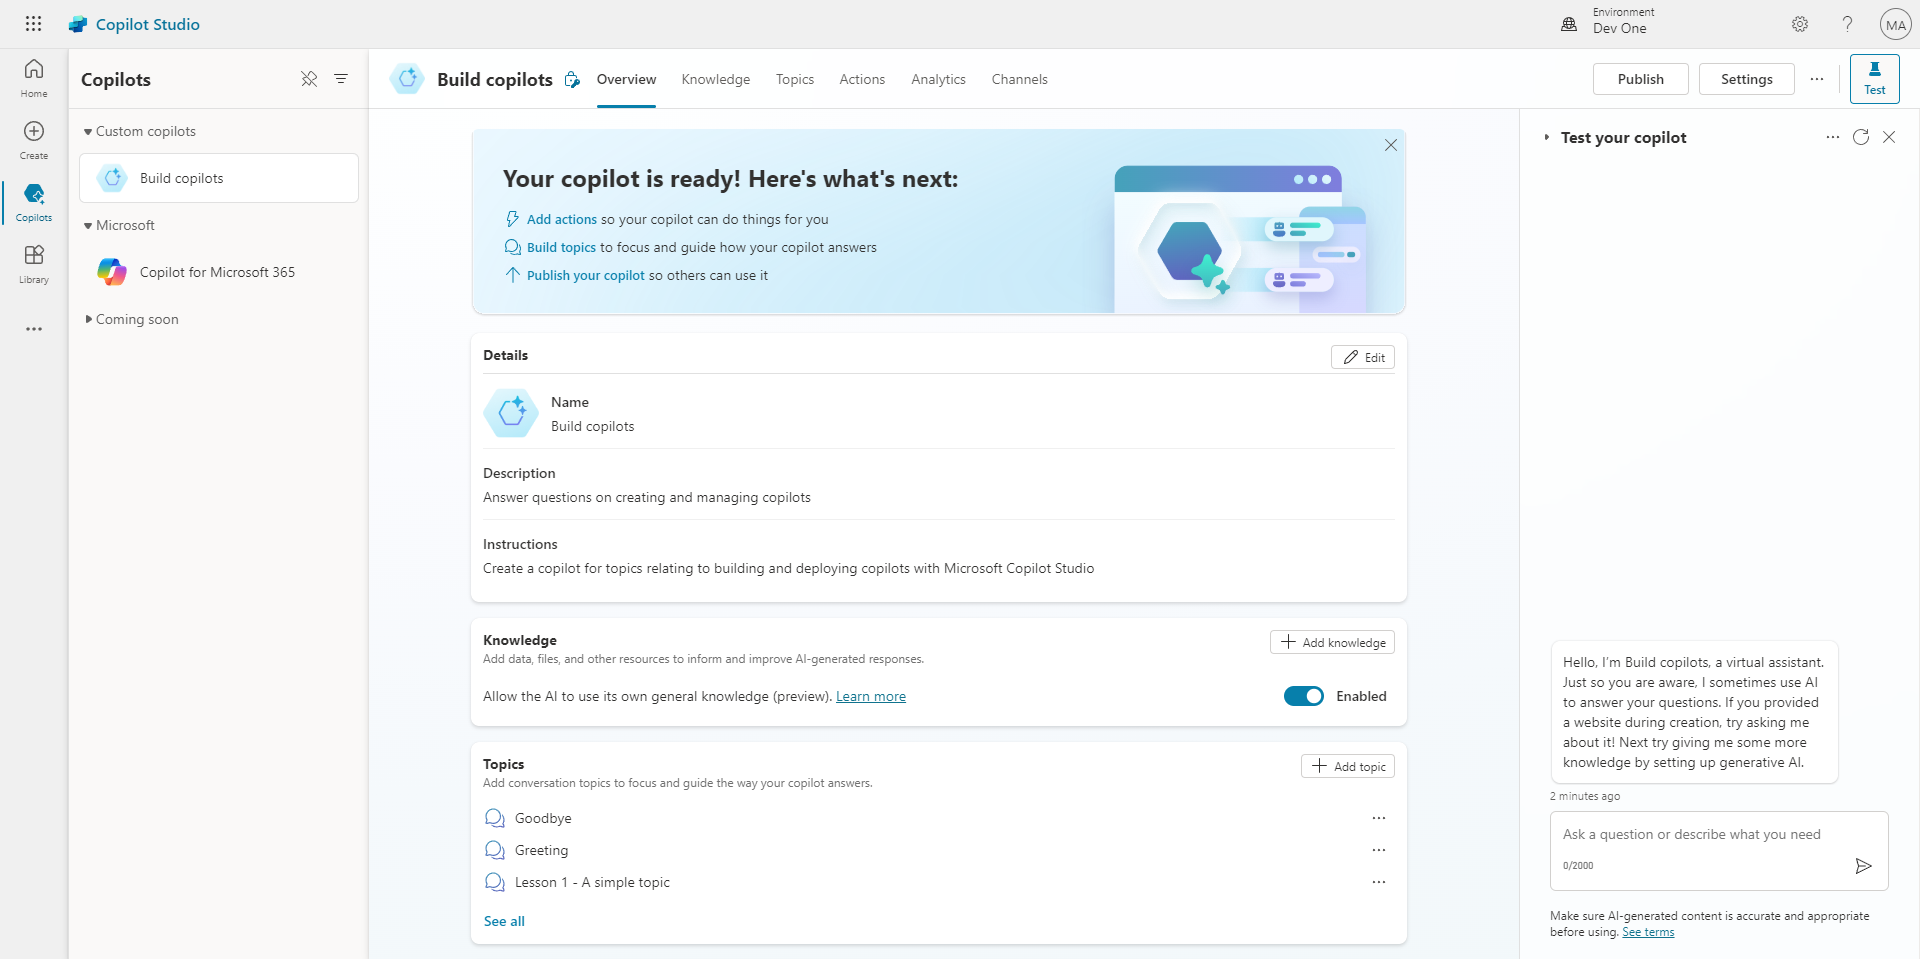 Copilot Studio
Environment
Dev One
MA
Home
Create
Copilots
Library
Copilots
Custom copilots
Build copilots
Microsoft
Copilot for Microsoft 365
Coming soon
Build copilots
Overview
Knowledge
Topics
Actions
Analytics
Channels
Publish
Settings
Test
Your copilot is ready! Here's what's next:
Add actions so your copilot can do things for you
Build topics to focus and guide how your copilot answers
Publish your copilot so others can use it
Details
Edit
Name
Build copilots
Description
Answer questions on creating and managing copilots
Instructions
Create a copilot for topics relating to building and deploying copilots with Microsoft Copilot Studio
Knowledge
Add knowledge
Add data, files, and other resources to inform and improve AI-generated responses.
Allow the AI to use its own general knowledge (preview). Learn more
Enabled
Topics
Add topic
Add conversation topics to focus and guide the way your copilot answers.
Goodbye
Greeting
Lesson 1 - A simple topic
See all
Test your copilot
Hello, I'm Build copilots, a virtual assistant.
Just so you are aware, I sometimes use AI
to answer your questions. If you provided
a website during creation, try asking me
about it! Next try giving me some more
knowledge by setting up generative AI.
2 minutes ago
Ask a question or describe what you need
0/2000
Make sure AI-generated content is accurate and appropriate
before using. See terms